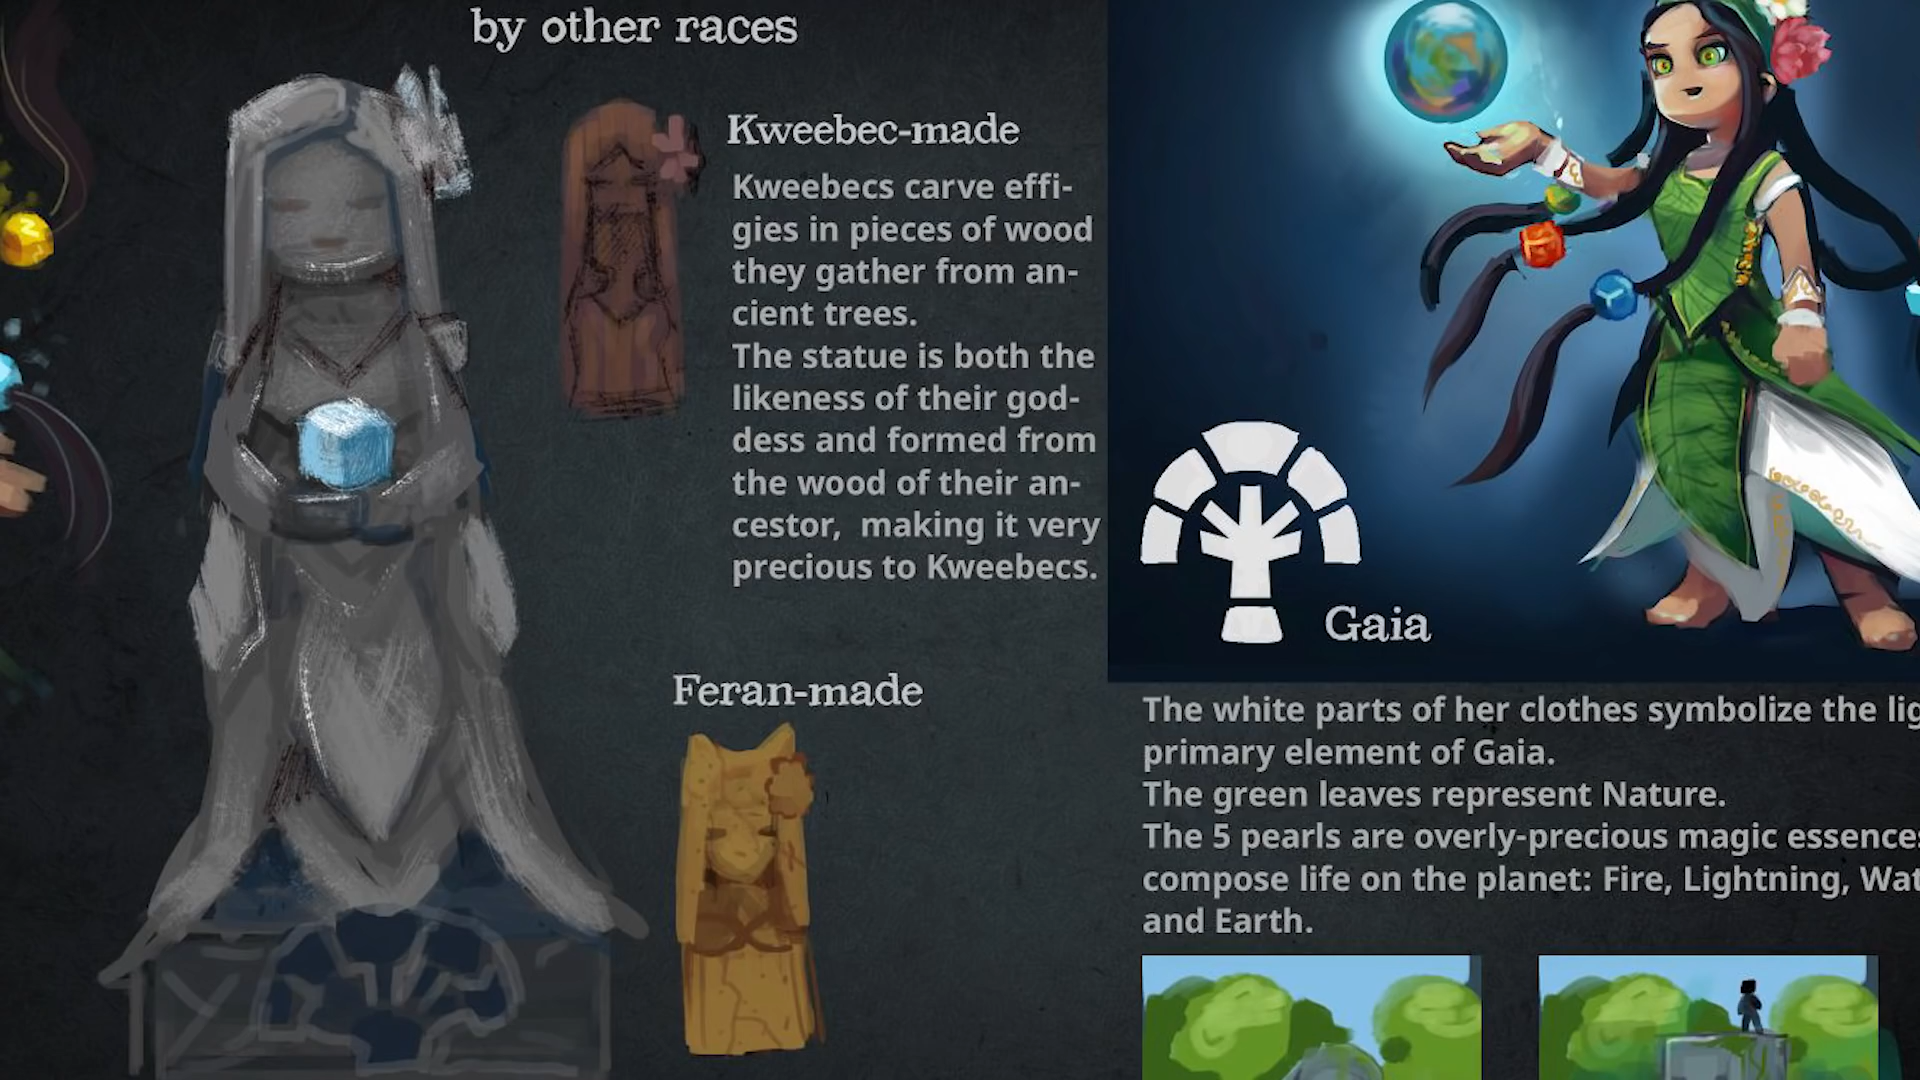 by other races
Kweebec-made
Kweebecs carve effi-
gies in pieces of wood
they gather from an-
cient trees.
The statue is both the
likeness of their god-
dess and formed from
the wood of their an-
cestor, making it very
precious to Kweebecs.
Feran-made
Gaia
The white parts of her clothes symbolize the
primary element of Gaia.
The green leaves represent Nature.
The 5 pearls are overly-precious magic essences
compose life on the planet: Fire, Lightning,
and Earth.